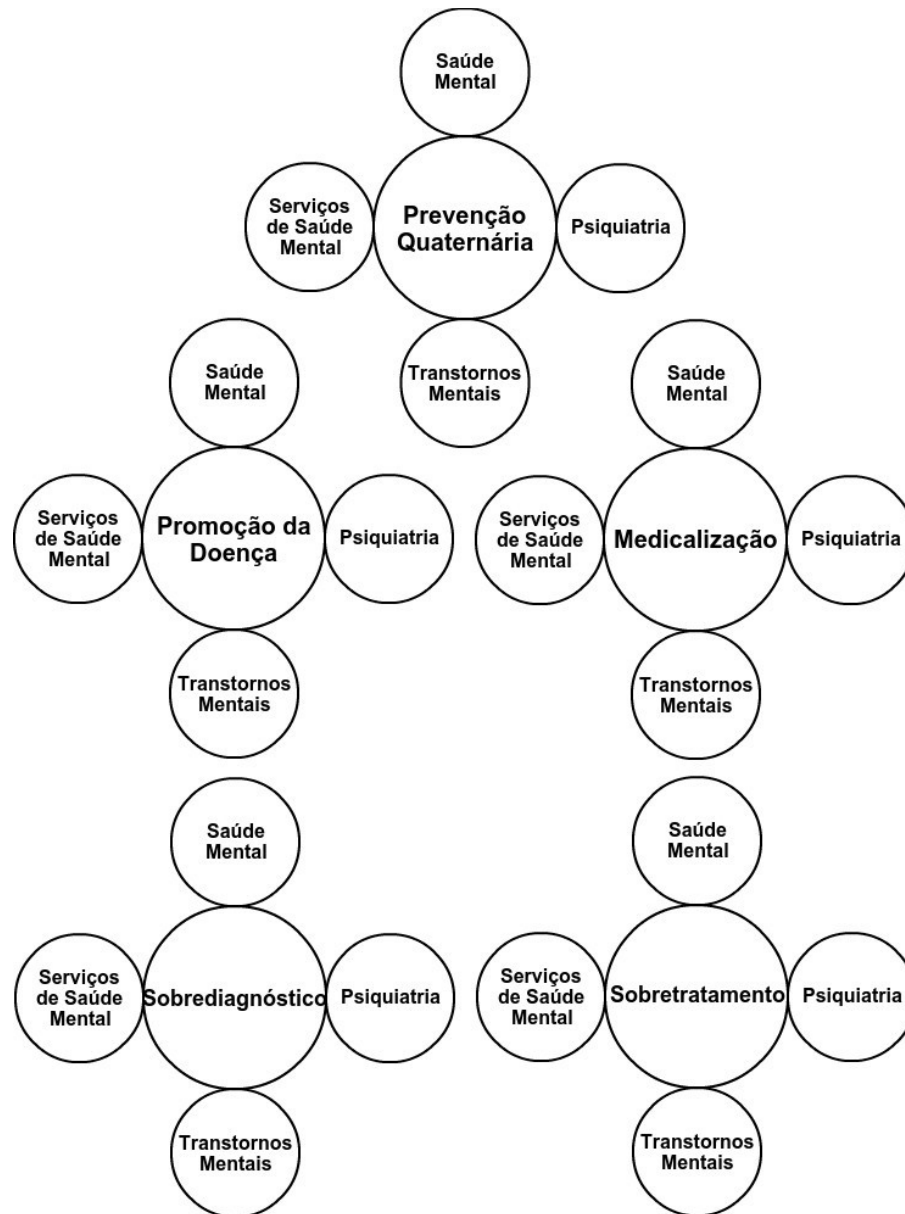 Saúde
Mental
Serviços
de Saúde
Mental
Prevenção
Quaternária
Psiquiatria
Transtornos
Mentais
Saúde
Mental
Serviços
de Saúde
Mental
Promoção da
Doença
Psiquiatria
Transtornos
Mentais
Saúde
Mental
Serviços
de Saúde
Mental
Medicalização
Psiquiatria
Transtornos
Mentais
Saúde
Mental
Serviços
de Saúde
Mental
Sobrediagnóstico
Psiquiatria
Transtornos
Mentais
Saúde
Mental
Serviços
de Saúde
Mental
Sobretratamento
Psiquiatria
Transtornos
Mentais